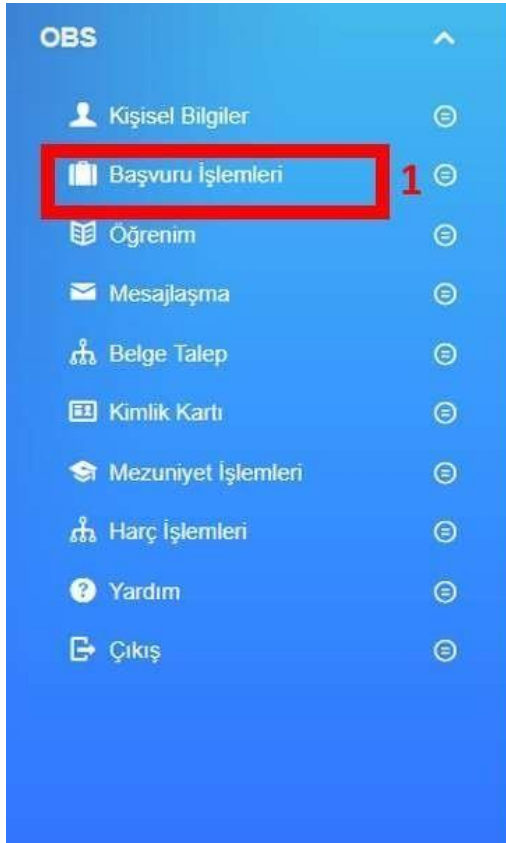 OBS
Kişisel Bilgiler
Başvuru İşlemleri 1
Öğrenim
Mesajlaşma
Belge Talep
Kimlik Kartı
Mezuniyet İşlemleri
Harç İşlemleri
Yardım
Çıkış